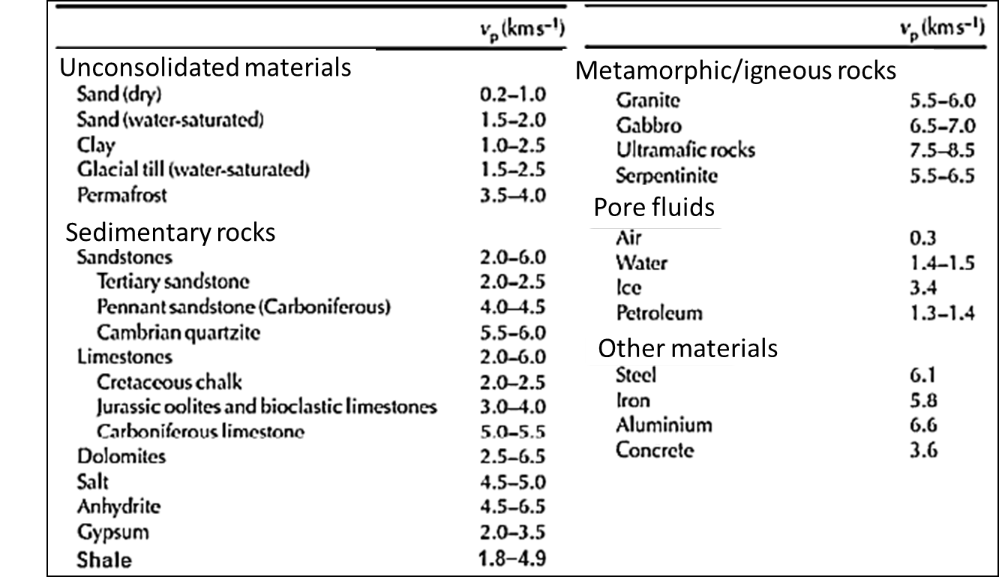 vp (km s–1)
Unconsolidated materials
Sand (dry) 0.2–1.0
Sand (water-saturated) 1.5–2.0
Clay 1.0–2.5
Glacial till (water-saturated) 1.5–2.5
Permafrost 3.5–4.0
Sedimentary rocks
Sandstones 2.0–6.0
Tertiary sandstone 2.0–2.5
Pennant sandstone (Carboniferous) 4.0–4.5
Cambrian quartzite 5.5–6.0
Limestones 2.0–6.0
Cretaceous chalk 2.0–2.5
Jurassic oolites and bioclastic limestones 3.0–4.0
Carboniferous limestone 5.0–5.5
Dolomites 2.5–6.5
Salt 4.5–5.0
Anhydrite 4.5–6.5
Gypsum 2.0–3.5
Shale 1.8–4.9
vp (km s–1)
Metamorphic/igneous rocks
Granite 5.5–6.0
Gabbro 6.5–7.0
Ultramafic rocks 7.5–8.5
Serpentinite 5.5–6.5
Pore fluids
Air 0.3
Water 1.4–1.5
Ice 3.4
Petroleum 1.3–1.4
Other materials
Steel 6.1
Iron 5.8
Aluminium 6.6
Concrete 3.6